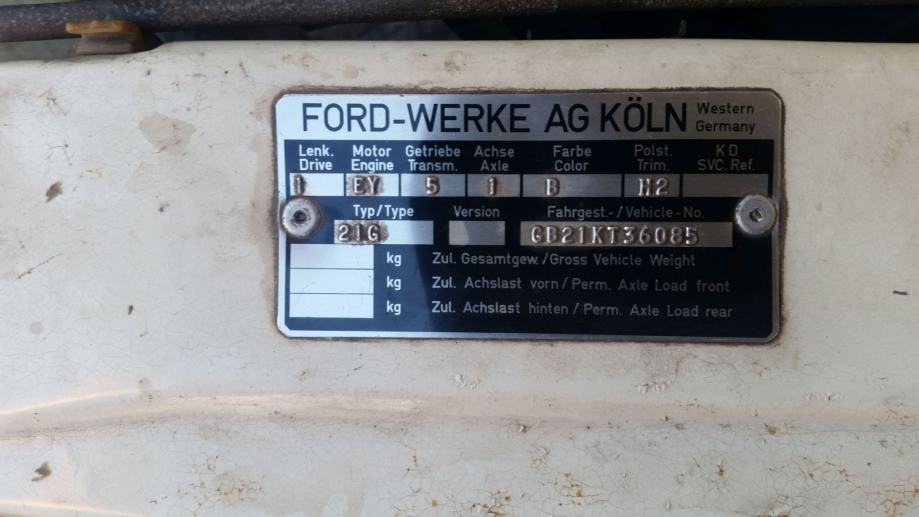 FORD-WERKE AG KÖLN Western Germany
Lenk. Motor Getriebe Achse Farbe Polst. K D
Drive Engine Transm. Axle Color Trim. SVC. Ref.
1 EY 5 1 B N2
Typ/Type Version Fahrgest.-/Vehicle-No.
21G GB21KT36085
kg Zul. Gesamtgew./Gross Vehicle Weight
kg Zul. Achslast vorn/Perm. Axle Load front
kg Zul. Achslast hinten/Perm. Axle Load rear